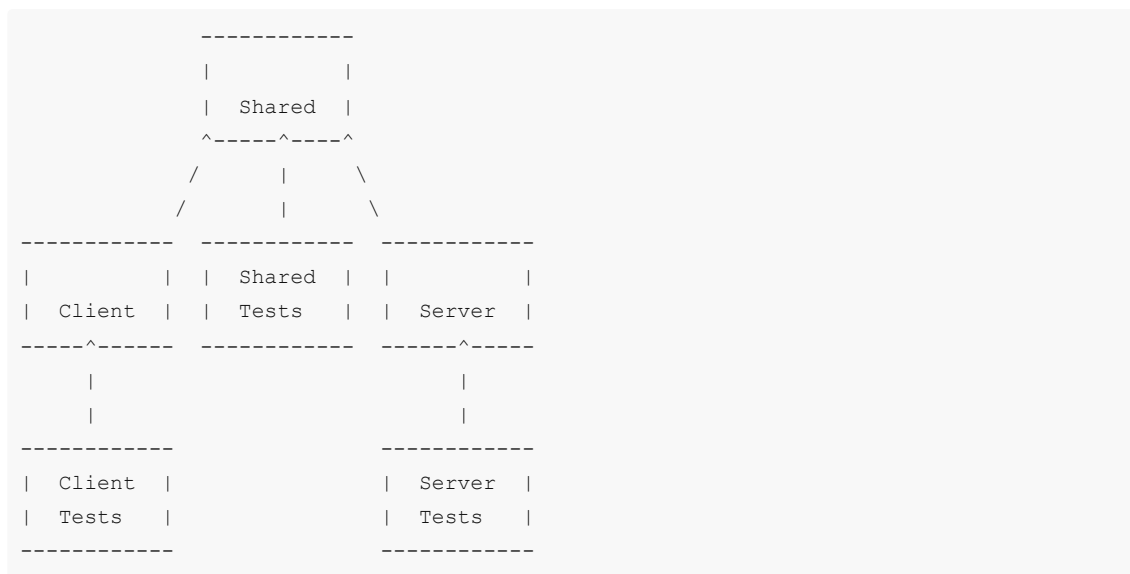 ------------
|          |
|  Shared  |
^-----^----^
/      |     \
/       |      \
------------  ------------  ------------
|          |  |  Shared  |  |          |
|  Client  |  |  Tests   |  |  Server  |
-----^------  ------------  ------^-----
|                             |
|                             |
------------                ------------
|  Client  |                |  Server  |
|  Tests   |                |  Tests   |
------------                ------------